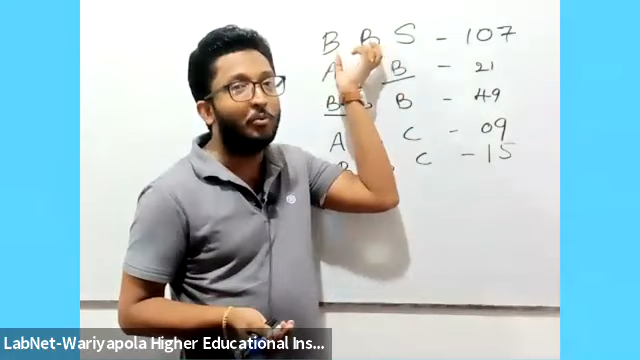 B B S - 107
A B - 21
B B - 49
A C - 09
C - 15
LabNet-Wariyapola Higher Educational Ins...